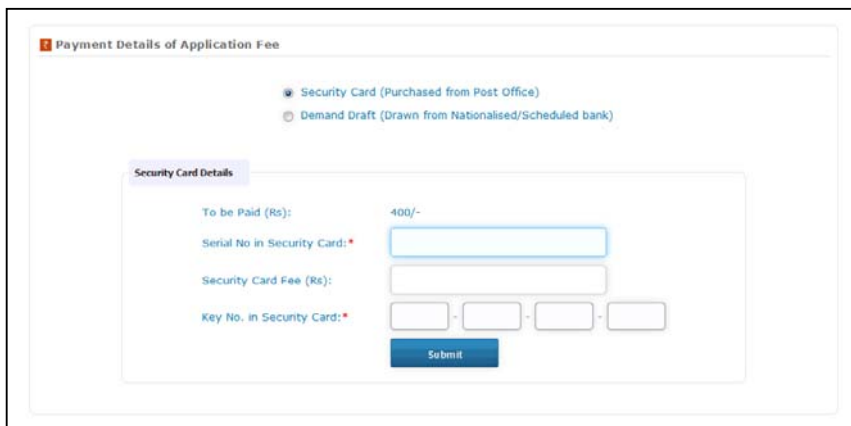 Payment Details of Application Fee
Security Card (Purchased from Post Office)
Demand Draft (Drawn from Nationalised/Scheduled bank)
Security Card Details
To be Paid (Rs): 400/-
Serial No in Security Card:*
Security Card Fee (Rs):
Key No. in Security Card:* - - -
Submit